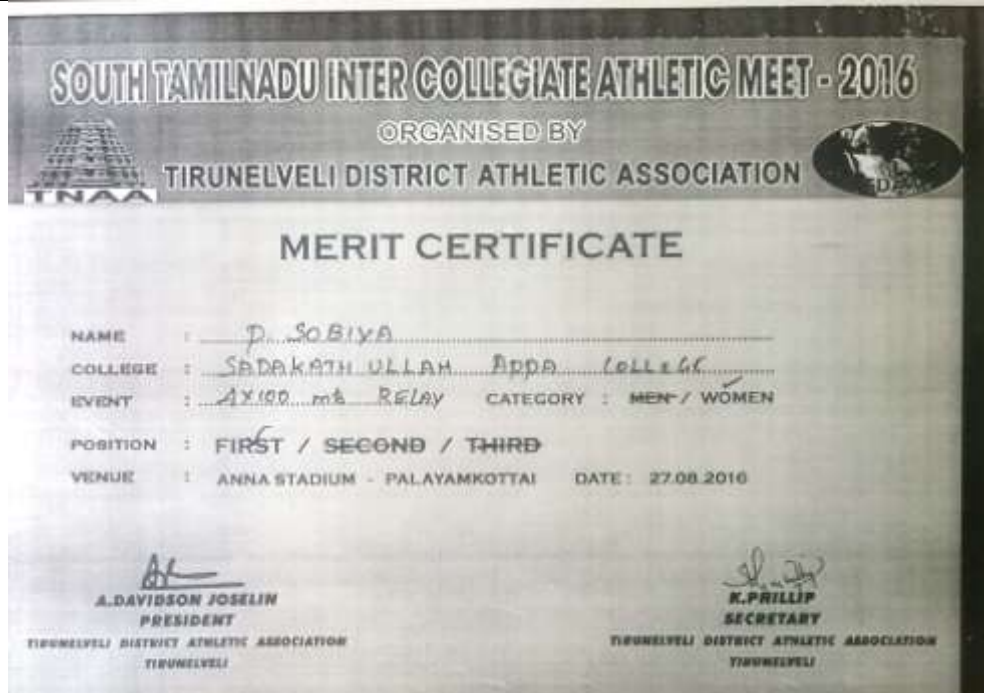 SOUTH TAMILNADU INTER COLLEGIATE ATHLETIC MEET - 2016
ORGANISED BY
TNAA
TIRUNELVELI DISTRICT ATHLETIC ASSOCIATION
MERIT CERTIFICATE
NAME : D. SOBIYA
COLLEGE : SADAKATH ULLAH APPA COLLEGE
EVENT : 4X100 mts RELAY CATEGORY : MEN / WOMEN
POSITION : FIRST / SECOND / THIRD
VENUE : ANNA STADIUM - PALAYAMKOTTAI DATE : 27.08.2016
A.DAVIDSON JOSELIN
PRESIDENT
TIRUNELVELI DISTRICT ATHLETIC ASSOCIATION
TIRUNELVELI
K.PRILLIP
SECRETARY
TIRUNELVELI DISTRICT ATHLETIC ASSOCIATION
TIRUNELVELI